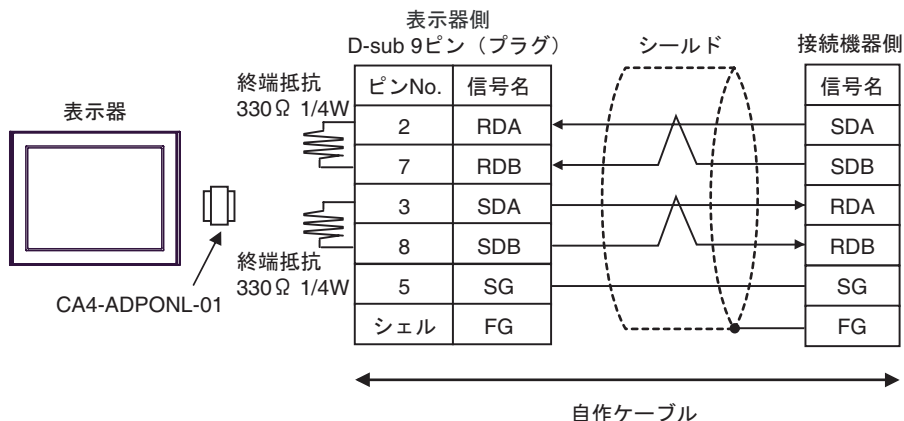 表示器側
D-sub 9ピン（プラグ）
シールド
接続機器側
終端抵抗
330Ω 1/4W
表示器
CA4-ADPONL-01
終端抵抗
330Ω 1/4W
ピンNo. 信号名
2 RDA
7 RDB
3 SDA
8 SDB
5 SG
シェル FG
信号名
SDA
SDB
RDA
RDB
SG
FG
自作ケーブル